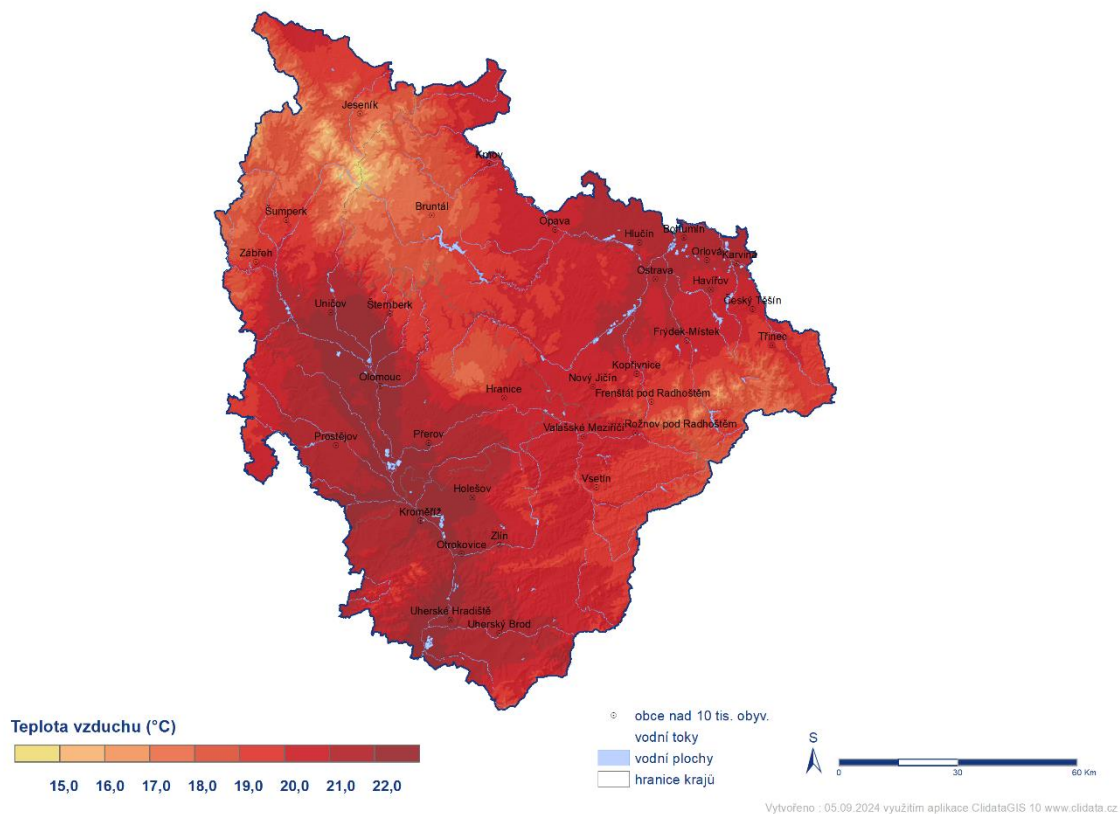 Jeseník
Krnov
Šumperk
Bruntál
Opava
Hlučín
Bohumín
Zábřeh
Orlová
Karviná
Ostrava
Havířov
Uničov
Šternberk
Český Těšín
Frýdek-Místek
Třinec
Kopřivnice
Olomouc
Nový Jičín
Hranice
Frenštát pod Radhoštěm
Prostějov
Přerov
Valašské Meziříčí
Rožnov pod Radhoštěm
Vsetín
Holešov
Kroměříž
Otrokovice
Zlín
Uherské Hradiště
Uherský Brod
Teplota vzduchu (°C)
15,0 16,0 17,0 18,0 19,0 20,0 21,0 22,0
obce nad 10 tis. obyv.
vodní toky
vodní plochy
hranice krajů
S
0 30 60 Km
Vytvořeno : 05.09.2024 využitím aplikace ClidataGIS 10 www.clidata.cz